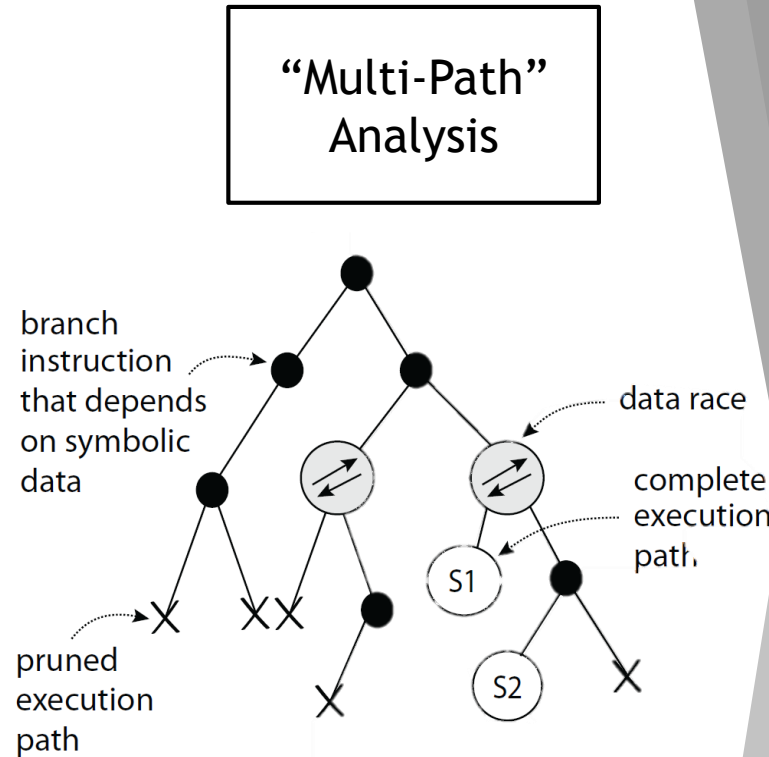 “Multi-Path”
Analysis
branch
instruction
that depends
on symbolic
data
data race
complete
execution
path
S1
S2
pruned
execution
path